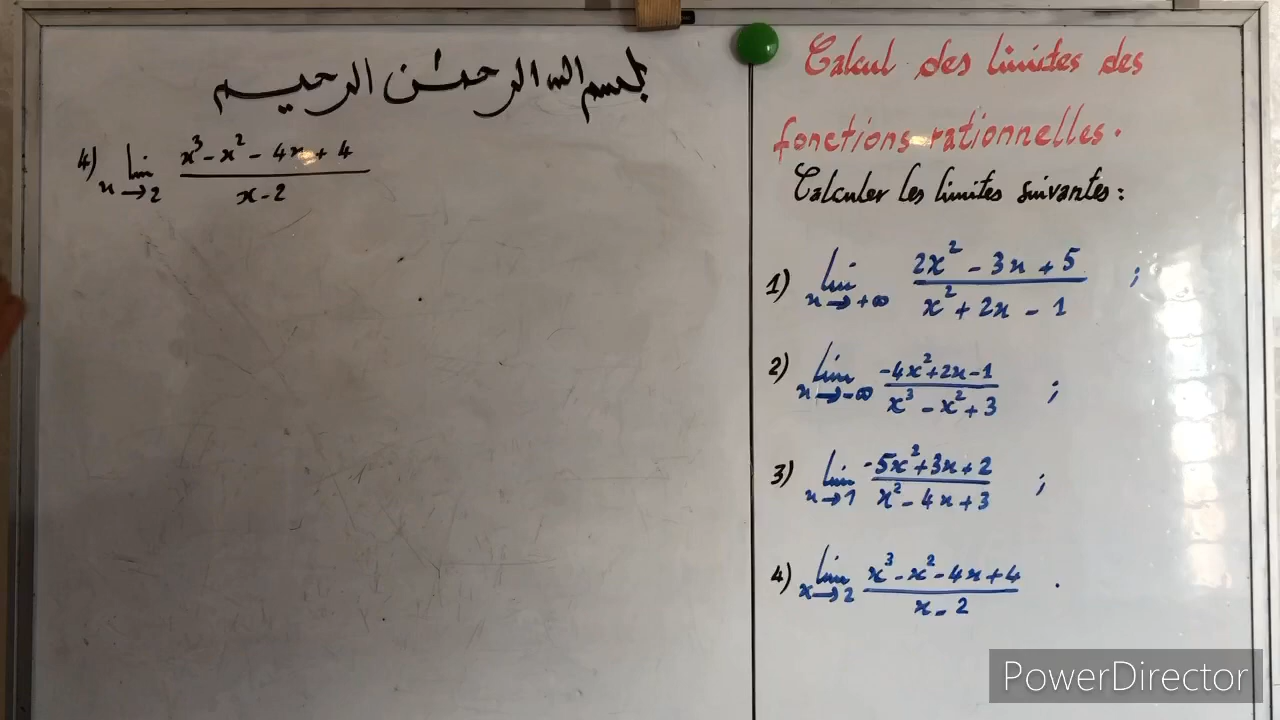 بسم الله الرحمٰن الرحيم
4) lim x→2 (x³ - x² - 4x + 4)/(x - 2)
Calcul des limites des
fonctions rationnelles.
Calculer les limites suivantes :
1) lim x→+∞ (2x² - 3x + 5)/(x² + 2x - 1) ;
2) lim x→-∞ (-4x² + 2x - 1)/(x³ - x² + 3) ;
3) lim x→1 (-5x² + 3x + 2)/(x² - 4x + 3) ;
4) lim x→2 (x³ - x² - 4x + 4)/(x - 2) .
PowerDirector